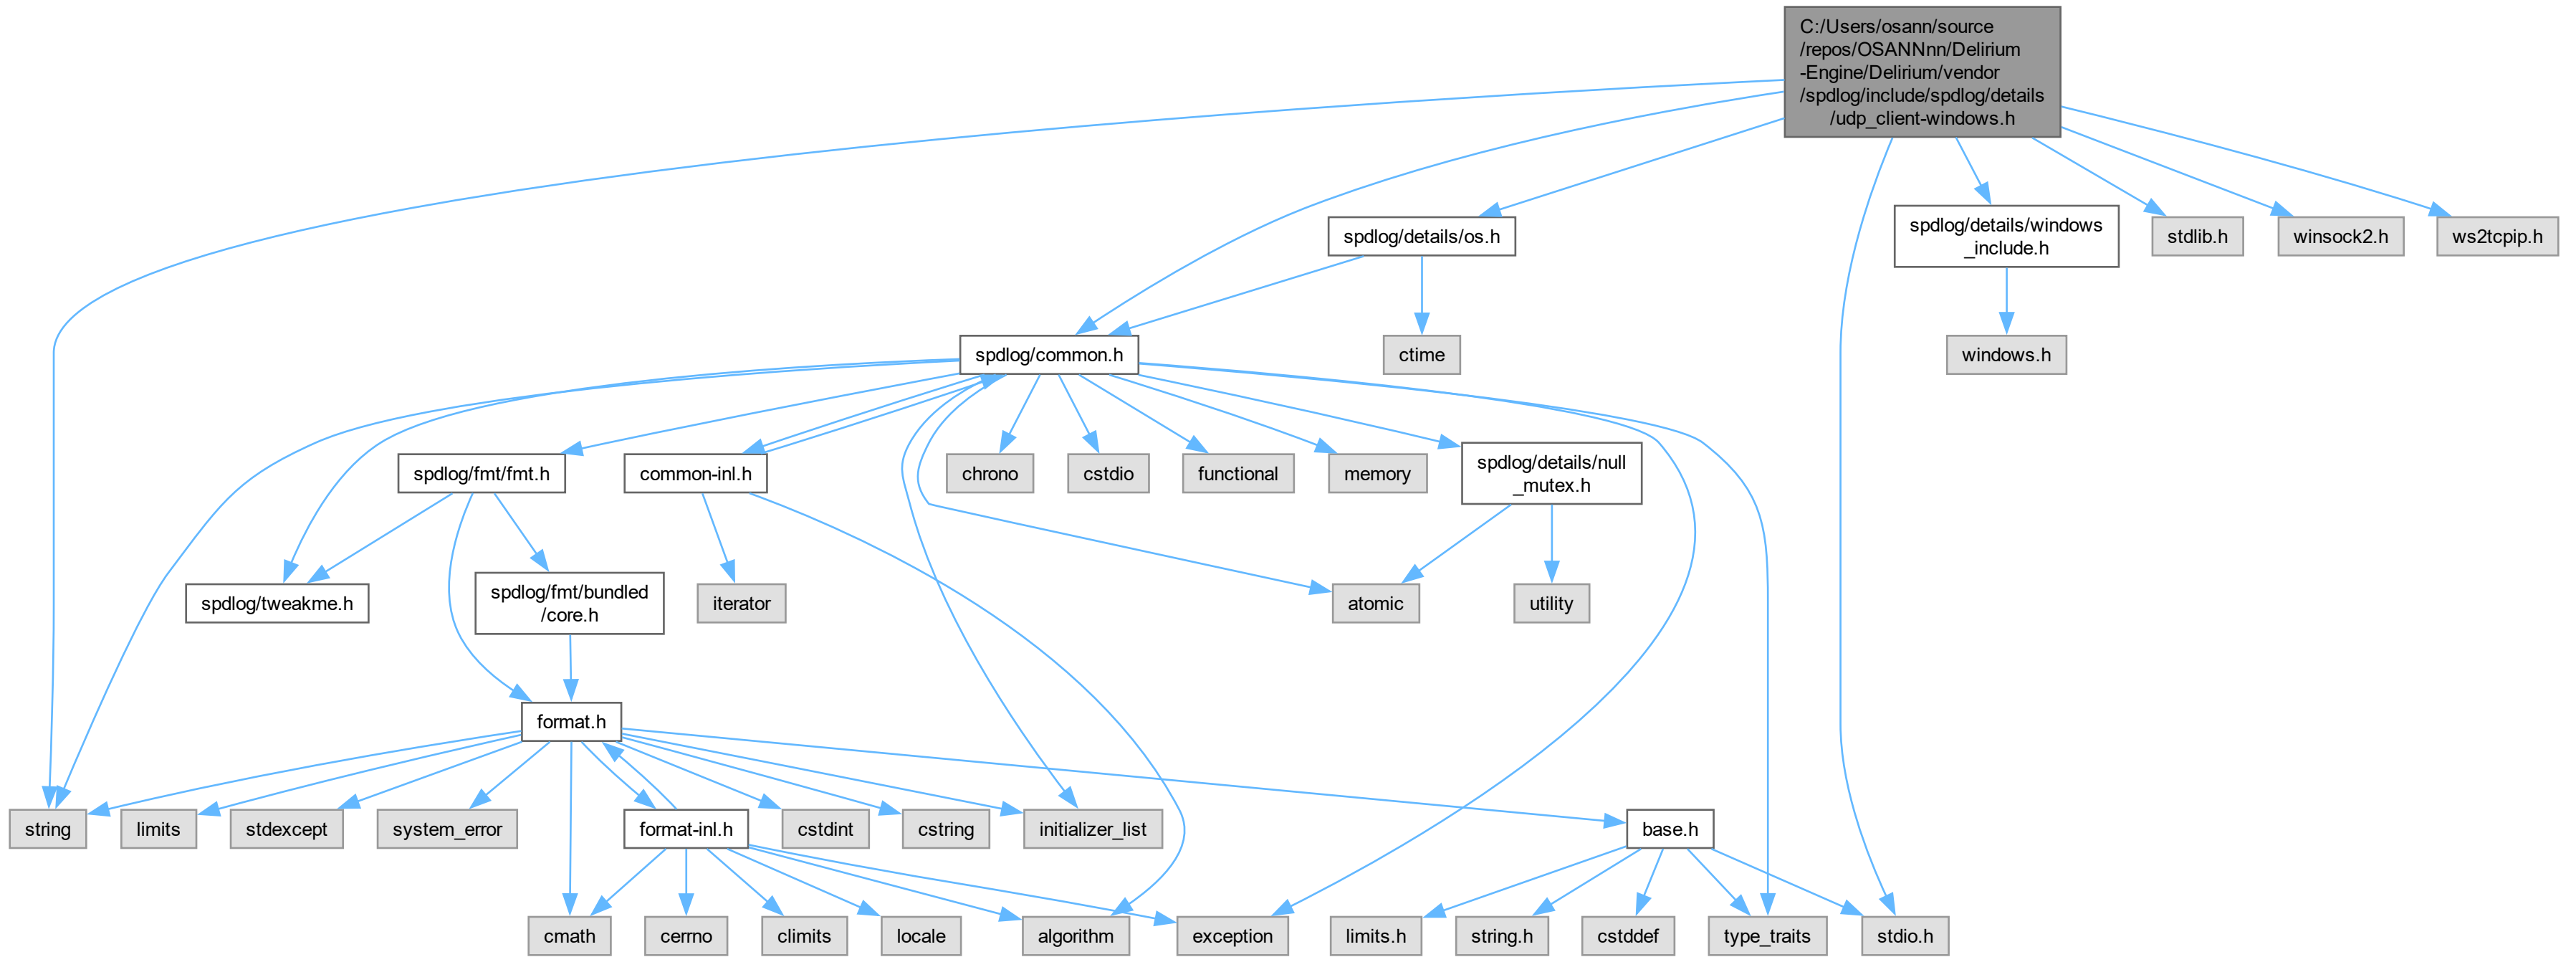 C:/Users/osann/source
/repos/OSANNnn/Delirium
-Engine/Delirium/vendor
/spdlog/include/spdlog/details
/udp_client-windows.h
spdlog/details/os.h
spdlog/details/windows
_include.h
stdlib.h
winsock2.h
ws2tcpip.h
spdlog/common.h
ctime
windows.h
spdlog/fmt/fmt.h
common-inl.h
chrono
cstdio
functional
memory
spdlog/details/null
_mutex.h
spdlog/tweakme.h
spdlog/fmt/bundled
/core.h
iterator
atomic
utility
format.h
string
limits
stdexcept
system_error
format-inl.h
cstdint
cstring
initializer_list
base.h
cmath
cerrno
climits
locale
algorithm
exception
limits.h
string.h
cstddef
type_traits
stdio.h